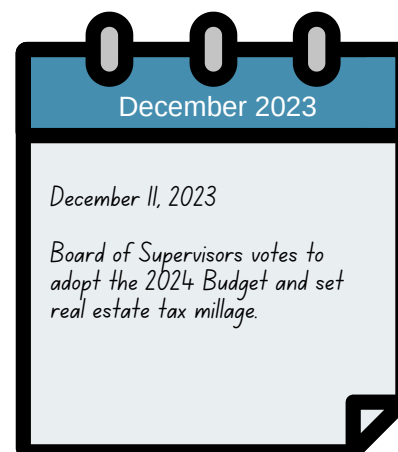 December 2023
December 11, 2023
Board of Supervisors votes to
adopt the 2024 Budget and set
real estate tax millage.